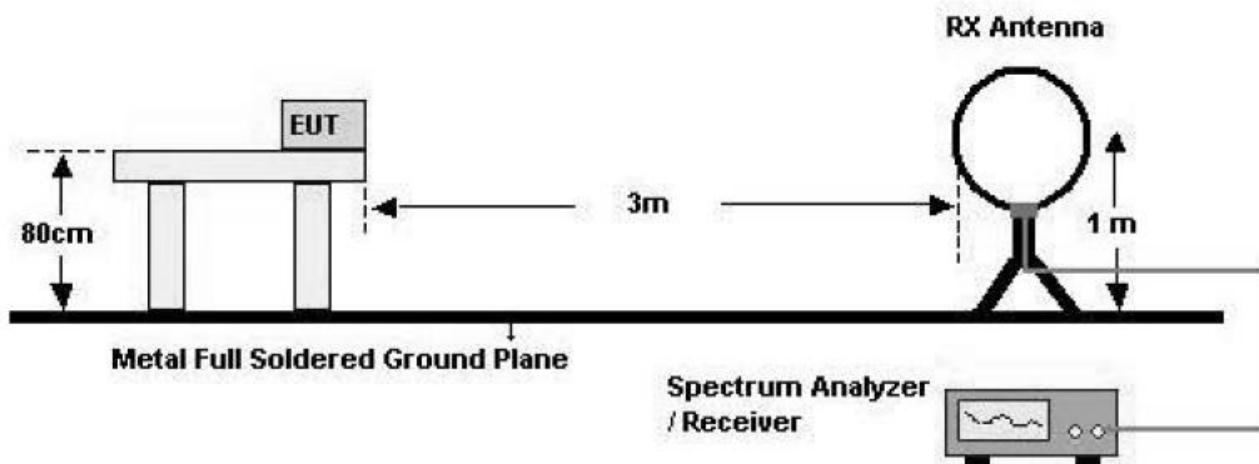 RX Antenna
EUT
80cm
3m
1 m
Metal Full Soldered Ground Plane
Spectrum Analyzer
/ Receiver